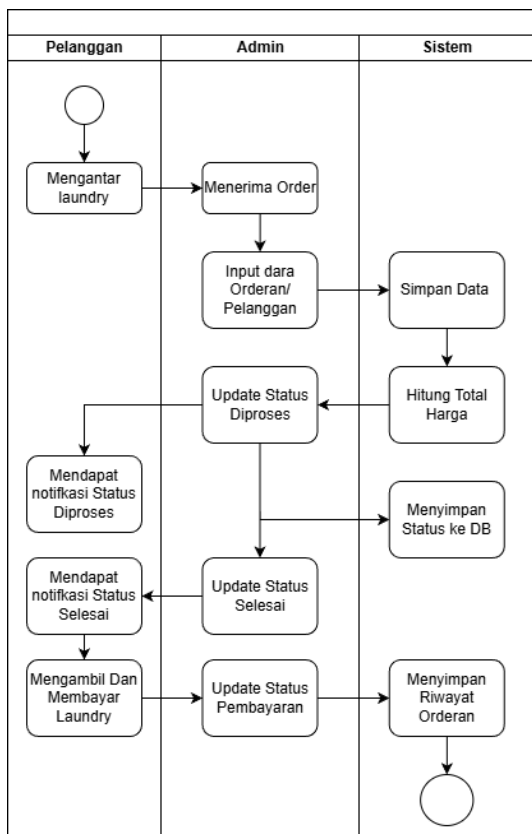 Pelanggan
Admin
Sistem
Mengantar
laundry
Menerima Order
Input dara
Orderan/
Pelanggan
Simpan Data
Update Status
Diproses
Hitung Total
Harga
Mendapat
notifkasi Status
Diproses
Menyimpan
Status ke DB
Mendapat
notifkasi Status
Selesai
Update Status
Selesai
Mengambil Dan
Membayar
Laundry
Update Status
Pembayaran
Menyimpan
Riwayat
Orderan